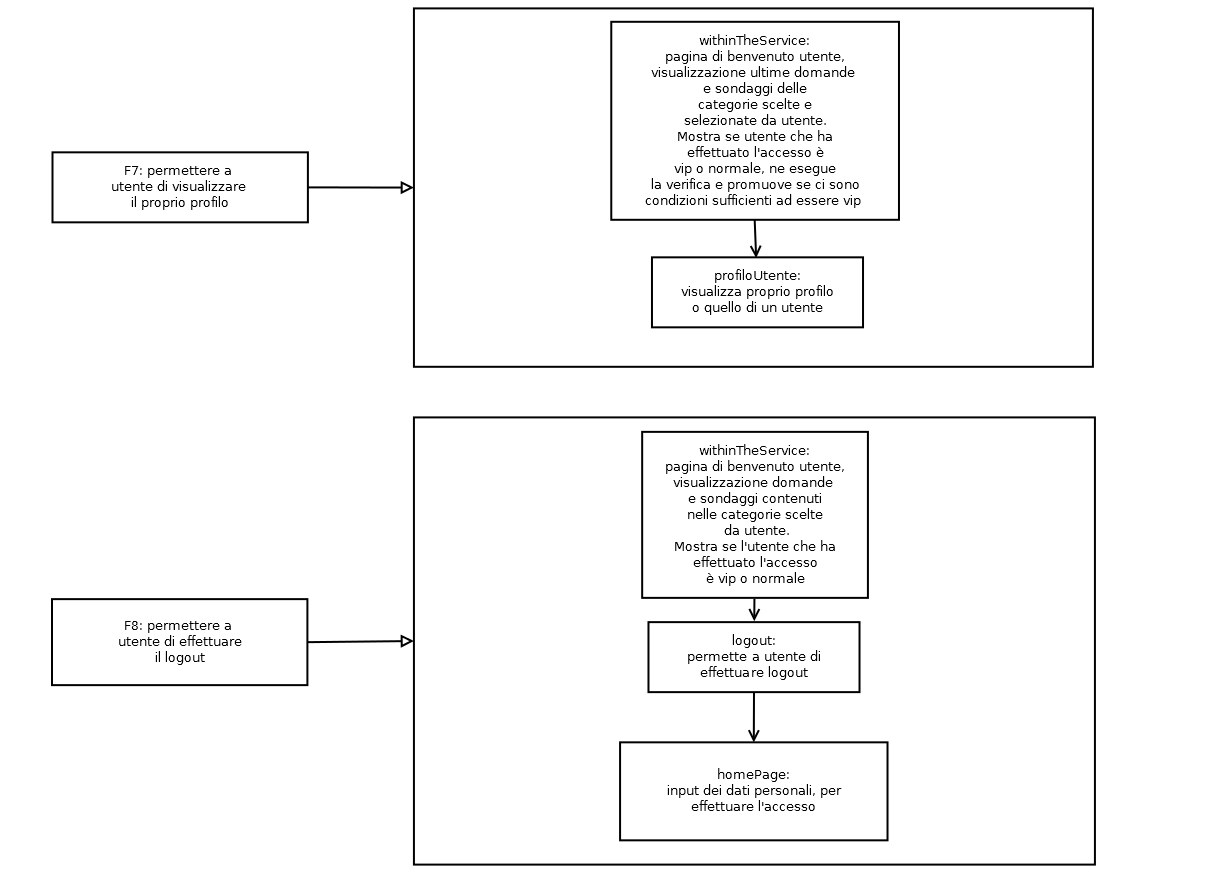 F7: permettere a
utente di visualizzare
il proprio profilo
withinTheService:
pagina di benvenuto utente,
visualizzazione ultime domande
e sondaggi delle
categorie scelte e
selezionate da utente.
Mostra se utente che ha
effettuato l'accesso è
vip o normale, ne esegue
la verifica e promuove se ci sono
condizioni sufficienti ad essere vip
profiloUtente:
visualizza proprio profilo
o quello di un utente
F8: permettere a
utente di effettuare
il logout
withinTheService:
pagina di benvenuto utente,
visualizzazione domande
e sondaggi contenuti
nelle categorie scelte
da utente.
Mostra se l'utente che ha
effettuato l'accesso
è vip o normale
logout:
permette a utente di
effettuare logout
homePage:
input dei dati personali, per
effettuare l'accesso